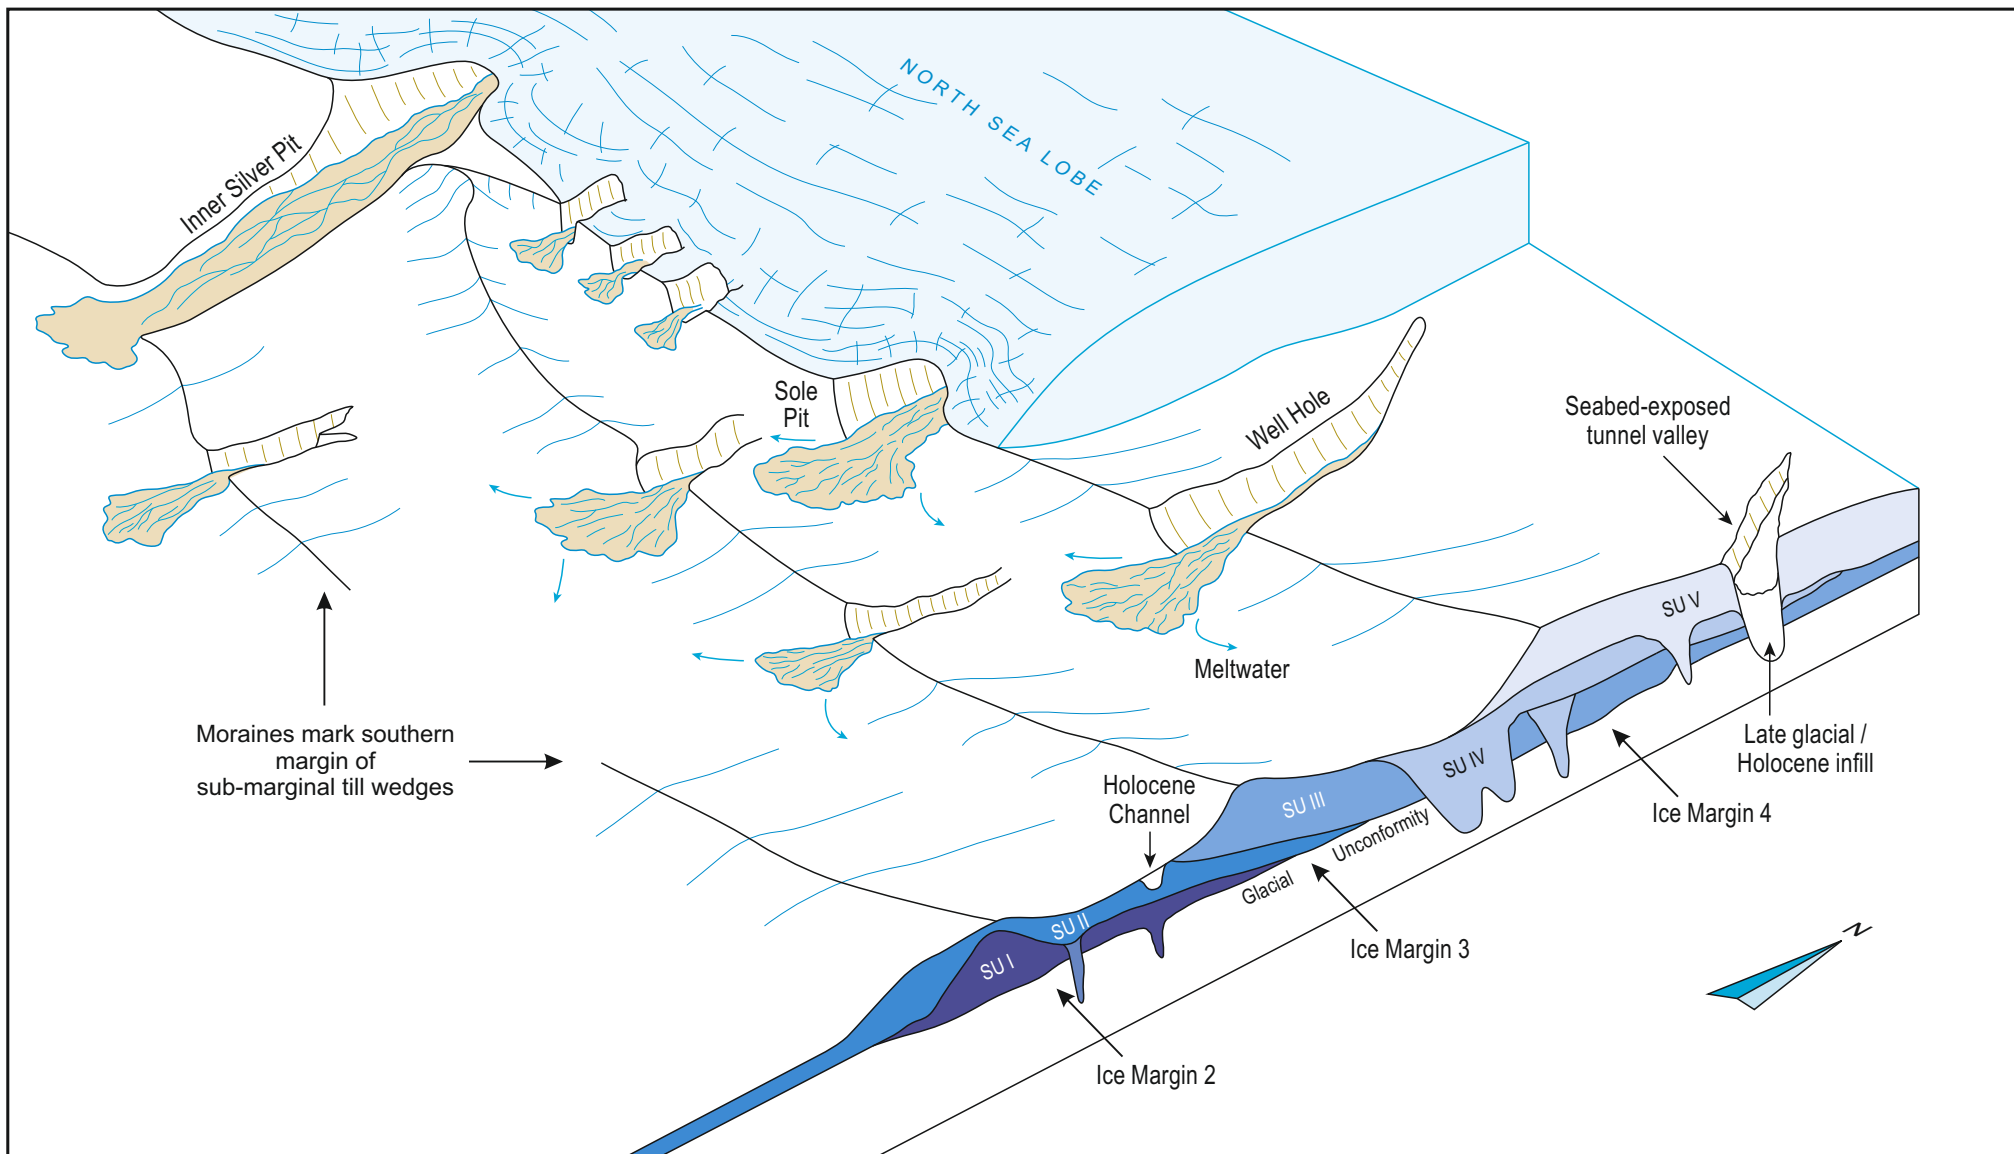 NORTH SEA LOBE
Inner Silver Pit
Sole
Pit
Well Hole
Seabed-exposed
tunnel valley
SU V
Meltwater
Moraines mark southern
margin of
sub-marginal till wedges
Late glacial /
Holocene infill
SU IV
Holocene
Channel
SU III
Ice Margin 4
Unconformity
Glacial
SU II
Ice Margin 3
SU I
N
Ice Margin 2